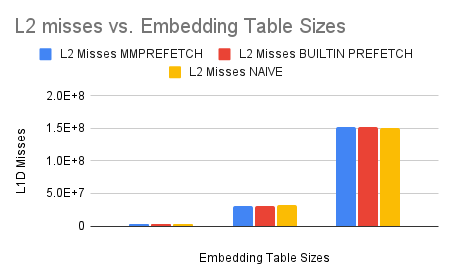 L2 misses vs. Embedding Table Sizes
L2 Misses MMPREFETCH L2 Misses BUILTIN PREFETCH
L2 Misses NAIVE
2.0E+8
1.5E+8
1.0E+8
5.0E+7
0
L1D Misses
Embedding Table Sizes